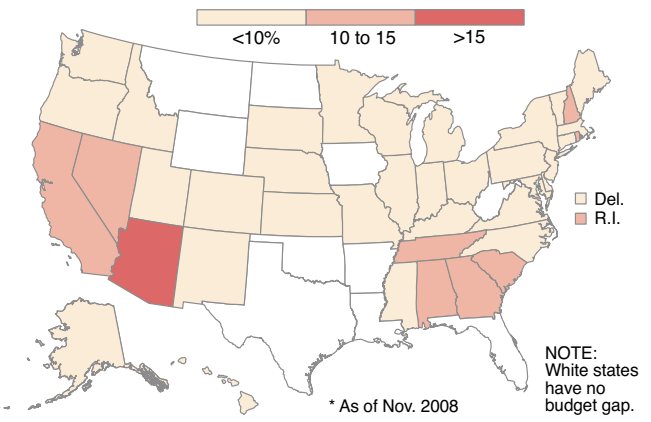 <10%
10 to 15
>15
Del.
R.I.
NOTE:
White states
have no
budget gap.
* As of Nov. 2008